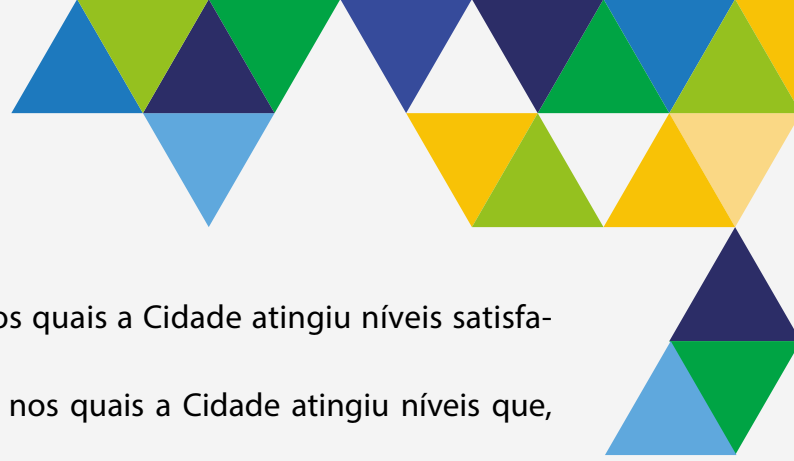 os quais a Cidade atingiu níveis satisfa-
nos quais a Cidade atingiu níveis que,